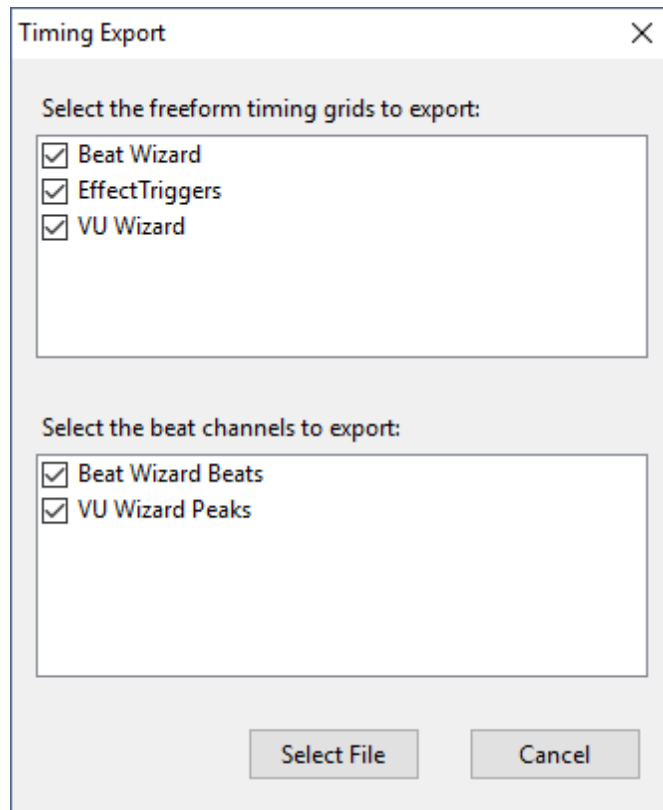 Timing Export
Select the freeform timing grids to export:
Beat Wizard
EffectTriggers
VU Wizard
Select the beat channels to export:
Beat Wizard Beats
VU Wizard Peaks
Select File
Cancel